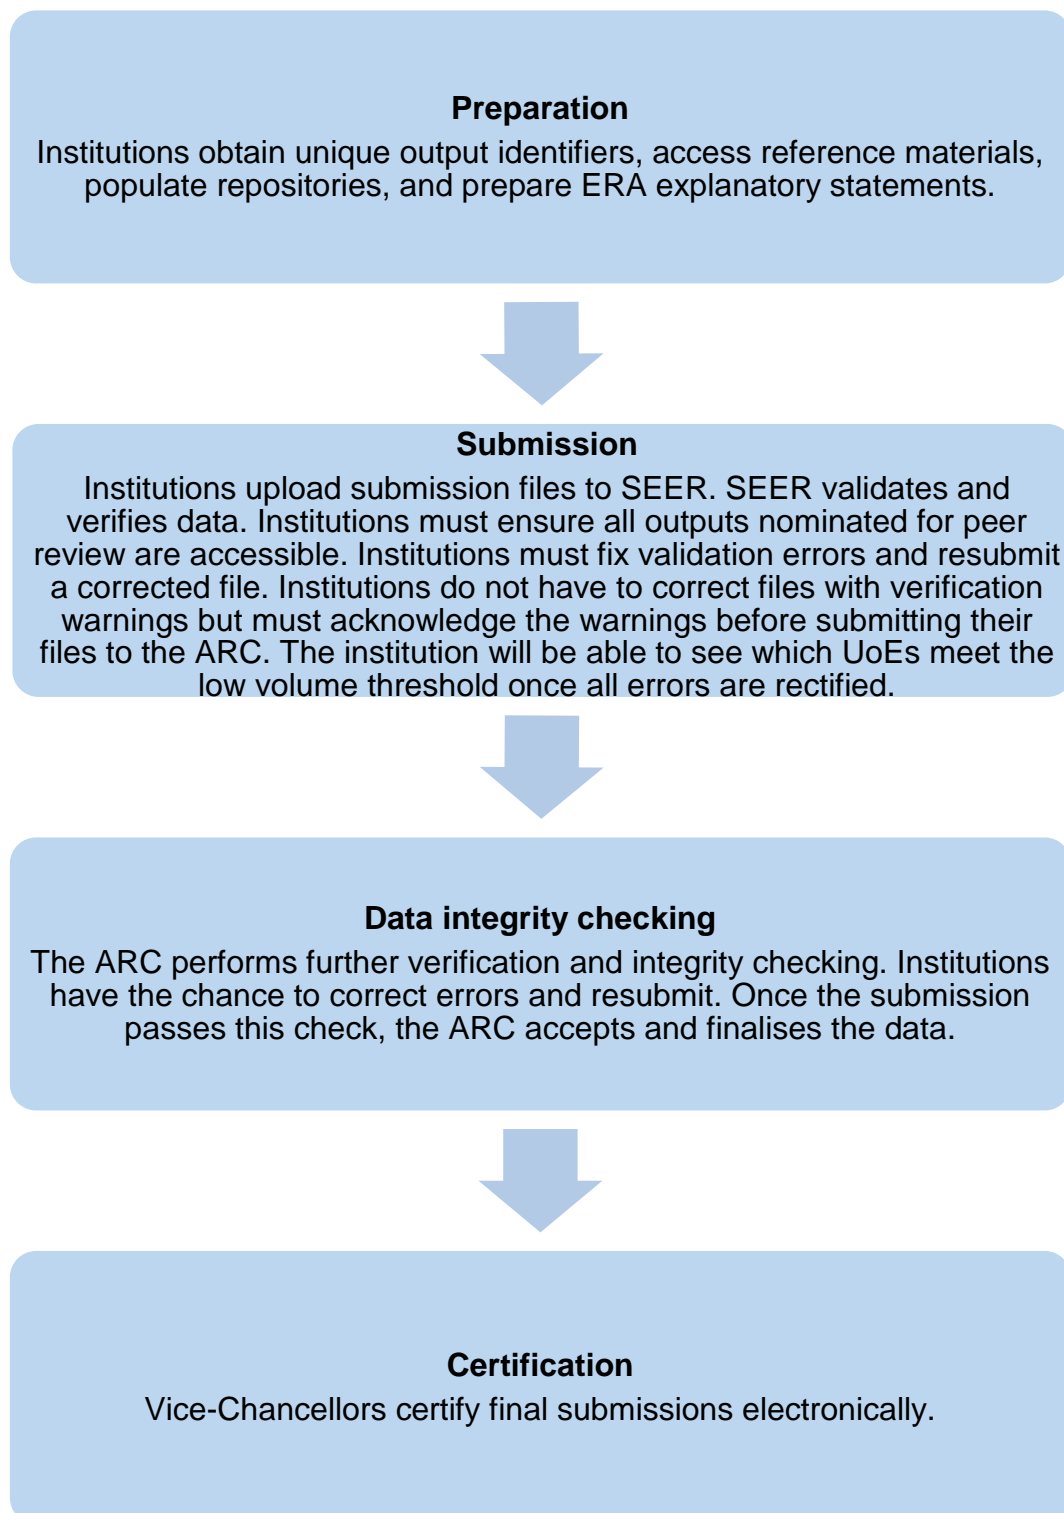 Preparation
Institutions obtain unique output identifiers, access reference materials,
populate repositories, and prepare ERA explanatory statements.
Submission
Institutions upload submission files to SEER. SEER validates and
verifies data. Institutions must ensure all outputs nominated for peer
review are accessible. Institutions must fix validation errors and resubmit
a corrected file. Institutions do not have to correct files with verification
warnings but must acknowledge the warnings before submitting their
files to the ARC. The institution will be able to see which UoEs meet the
low volume threshold once all errors are rectified.
Data integrity checking
The ARC performs further verification and integrity checking. Institutions
have the chance to correct errors and resubmit. Once the submission
passes this check, the ARC accepts and finalises the data.
Certification
Vice-Chancellors certify final submissions electronically.